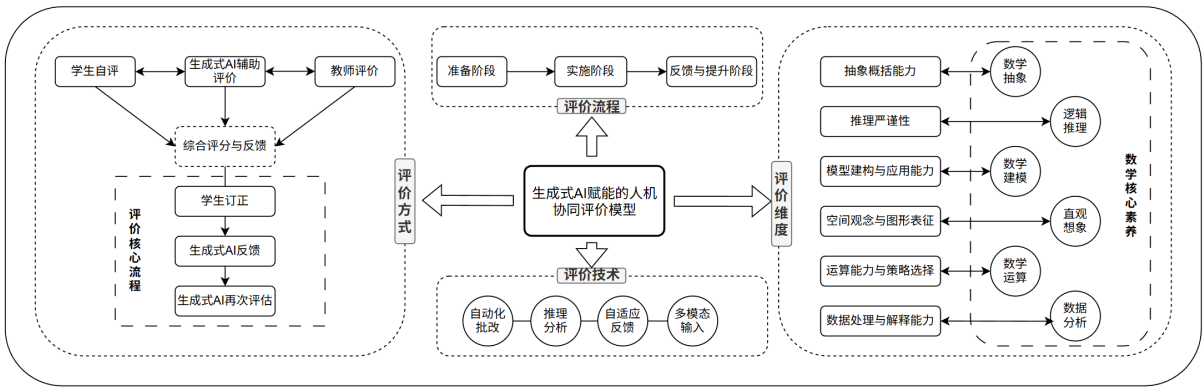 学生自评
生成式AI辅助
评价
教师评价
综合评分与反馈
评价核心流程
学生订正
生成式AI反馈
生成式AI再次评估
评价方式
准备阶段
实施阶段
反馈与提升阶段
评价流程
生成式AI赋能的人机
协同评价模型
评价技术
自动化
批改
推理
分析
自适应
反馈
多模态
输入
评价维度
抽象概括能力
数学
抽象
推理严谨性
逻辑
推理
模型建构与应用能力
数学
建模
空间观念与图形表征
直观
想象
运算能力与策略选择
数学
运算
数据处理与解释能力
数据
分析
数学核心素养